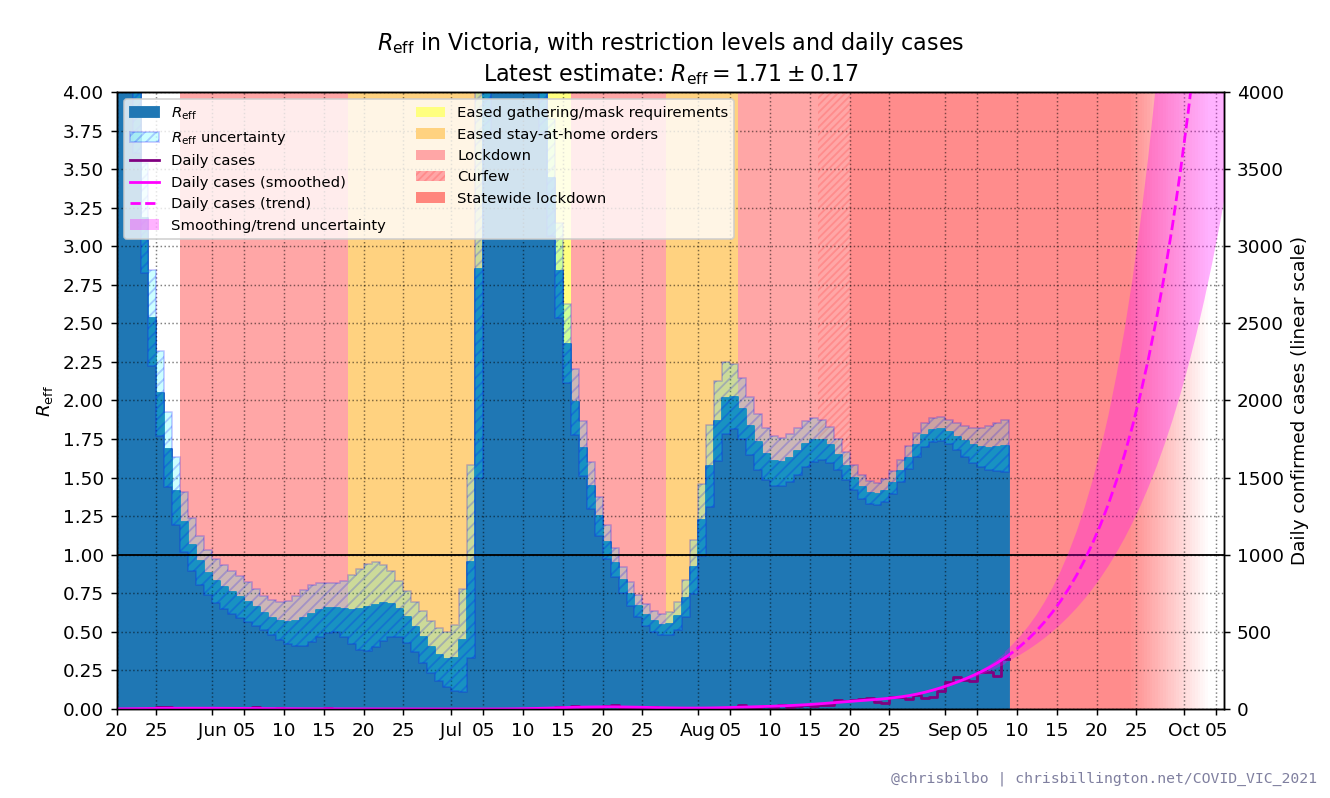 R_eff in Victoria, with restriction levels and daily cases
Latest estimate: R_eff = 1.71 ± 0.17
R_eff
R_eff uncertainty
Daily cases
Daily cases (smoothed)
Daily cases (trend)
Smoothing/trend uncertainty
Eased gathering/mask requirements
Eased stay-at-home orders
Lockdown
Curfew
Statewide lockdown
4.00
3.75
3.50
3.25
3.00
2.75
2.50
2.25
2.00
1.75
1.50
1.25
1.00
0.75
0.50
0.25
0.00
R_eff
4000
3500
3000
2500
2000
1500
1000
500
0
Daily confirmed cases (linear scale)
20 25 Jun 05 10 15 20 25 Jul 05 10 15 20 25 Aug 05 10 15 20 25 Sep 05 10 15 20 25 Oct 05
@chrisbilbo | chrisbillington.net/COVID_VIC_2021